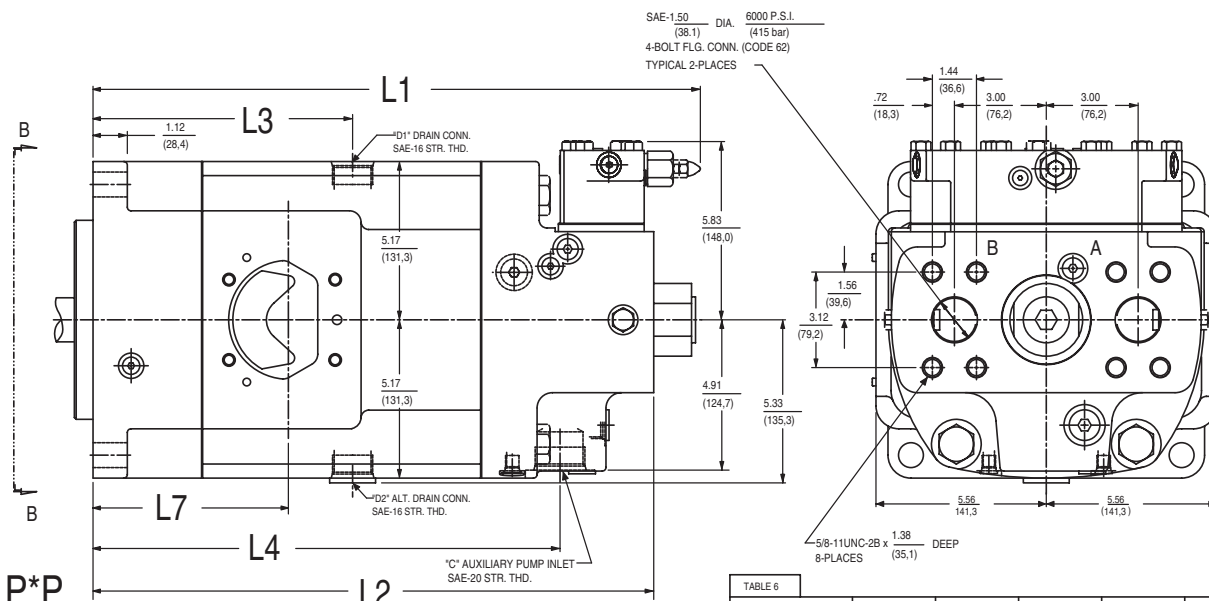 SAE-1.50
(38.1)
DIA.
6000 P.S.I.
(415 bar)
4-BOLT FLG. CONN. (CODE 62)
TYPICAL 2-PLACES
L1
B
L3
1.12
(28,4)
"D1" DRAIN CONN.
SAE-16 STR. THD.
1.44
(36,6)
.72
(18,3)
3.00
(76,2)
3.00
(76,2)
5.17
(131,3)
5.83
(148,0)
B
A
1.56
(39,6)
3.12
(79,2)
5.17
(131,3)
4.91
(124,7)
5.33
(135,3)
B
L7
"D2" ALT. DRAIN CONN.
SAE-16 STR. THD.
5.56
141,3
5.56
(141,3)
L4
5/8-11UNC-2B x
1.38
(35,1)
DEEP
8-PLACES
"C" AUXILIARY PUMP INLET
SAE-20 STR. THD.
P*P
L2
TABLE 6